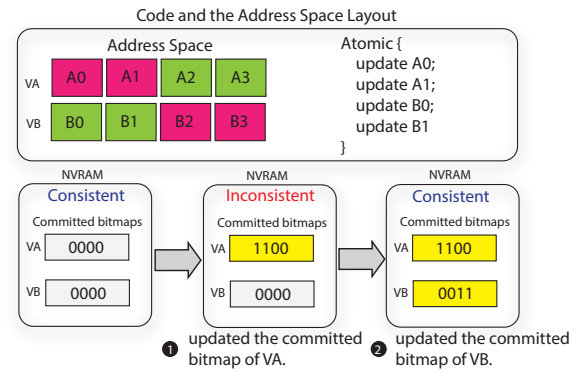 Code and the Address Space Layout
Address Space
VA A0 A1 A2 A3
VB B0 B1 B2 B3
Atomic {
update A0;
update A1;
update B0;
update B1
}
NVRAM
Consistent
Committed bitmaps
VA 0000
VB 0000
NVRAM
Inconsistent
Committed bitmaps
VA 1100
VB 0000
NVRAM
Consistent
Committed bitmaps
VA 1100
VB 0011
1 updated the committed
bitmap of VA.
2 updated the committed
bitmap of VB.